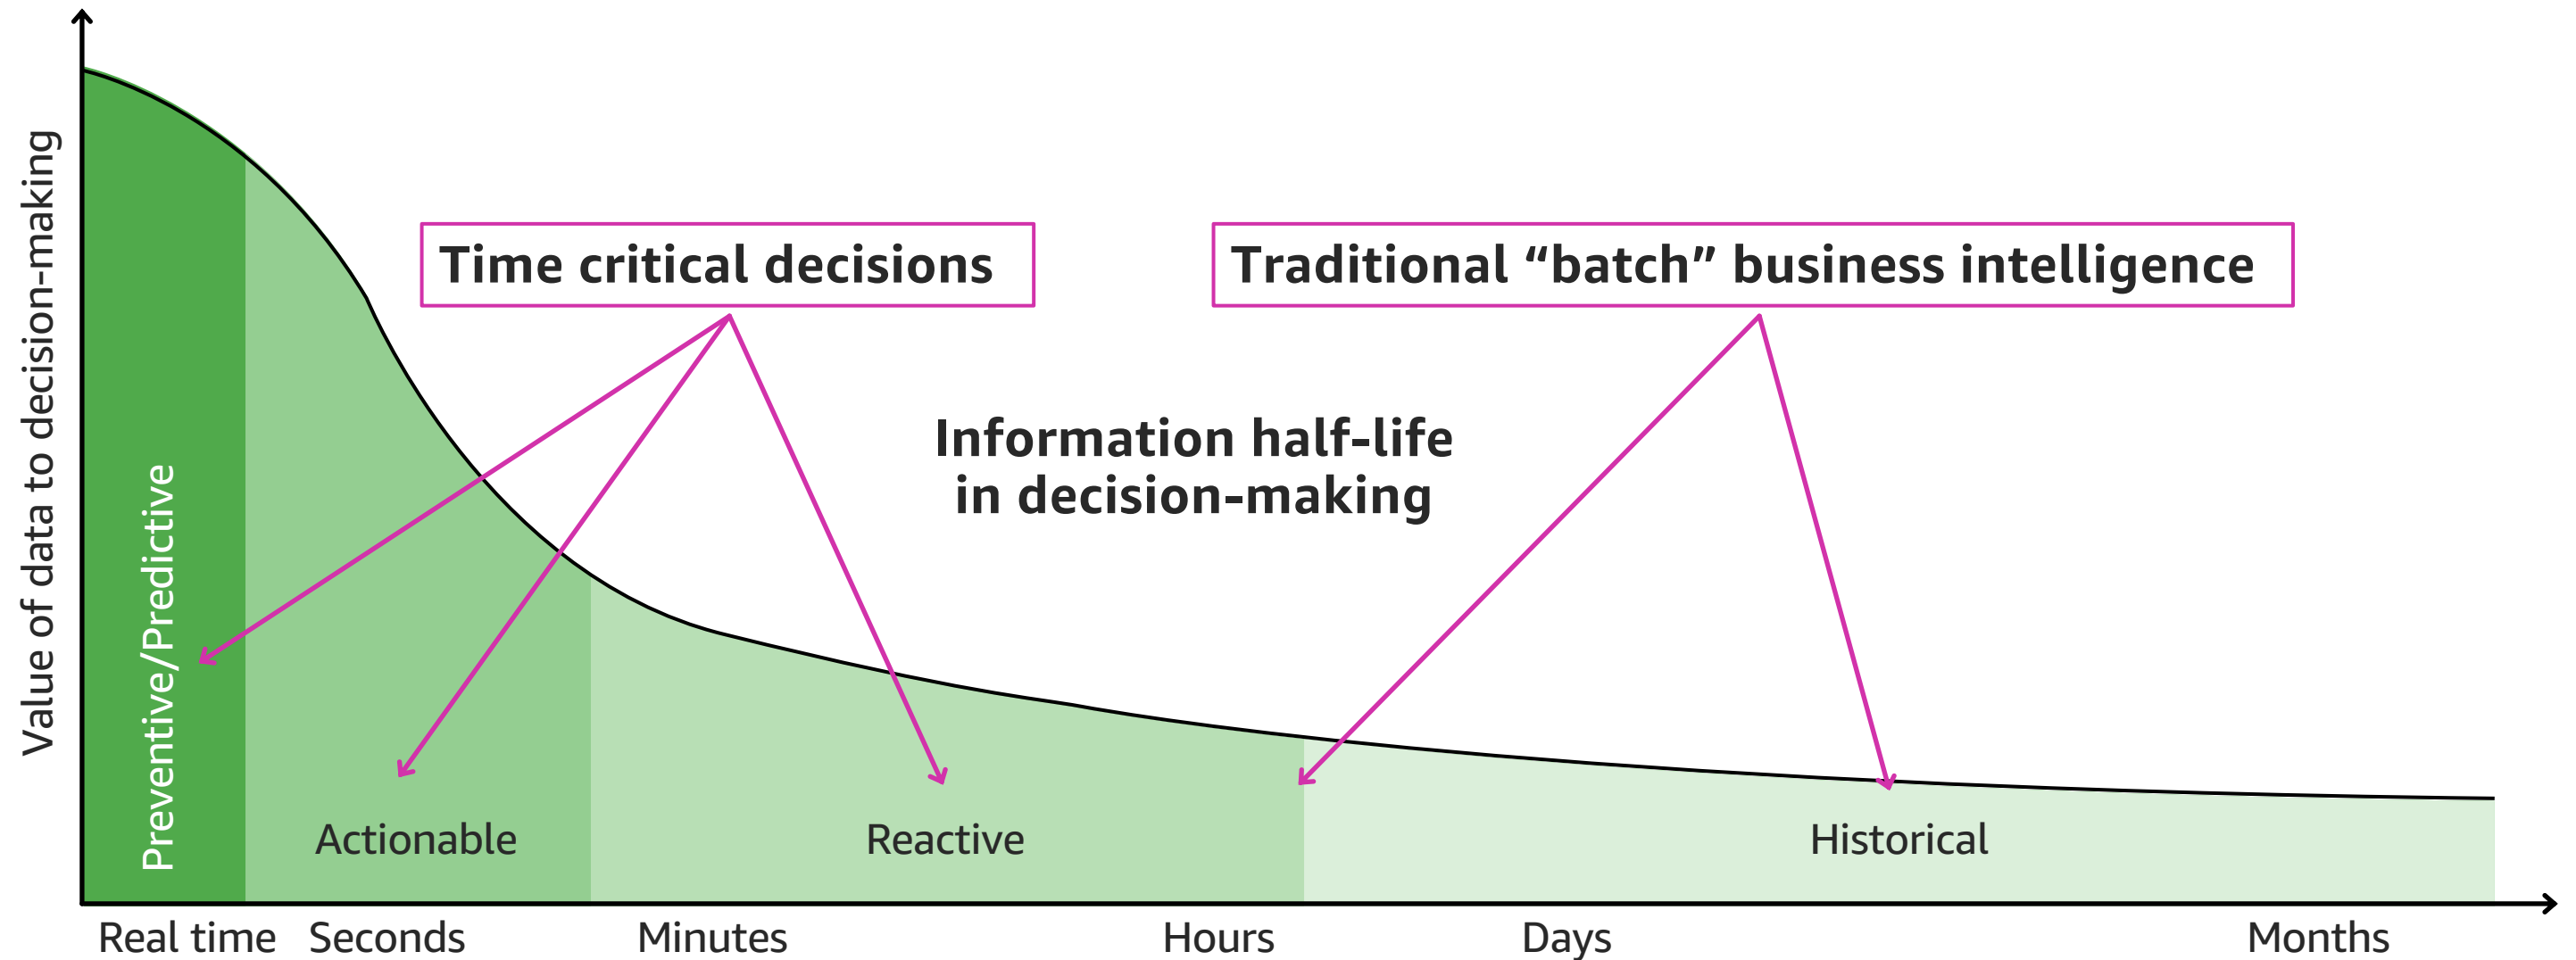 Value of data to decision-making
Time critical decisions
Traditional “batch” business intelligence
Information half-life
in decision-making
Preventive/Predictive
Actionable
Reactive
Historical
Real time
Seconds
Minutes
Hours
Days
Months